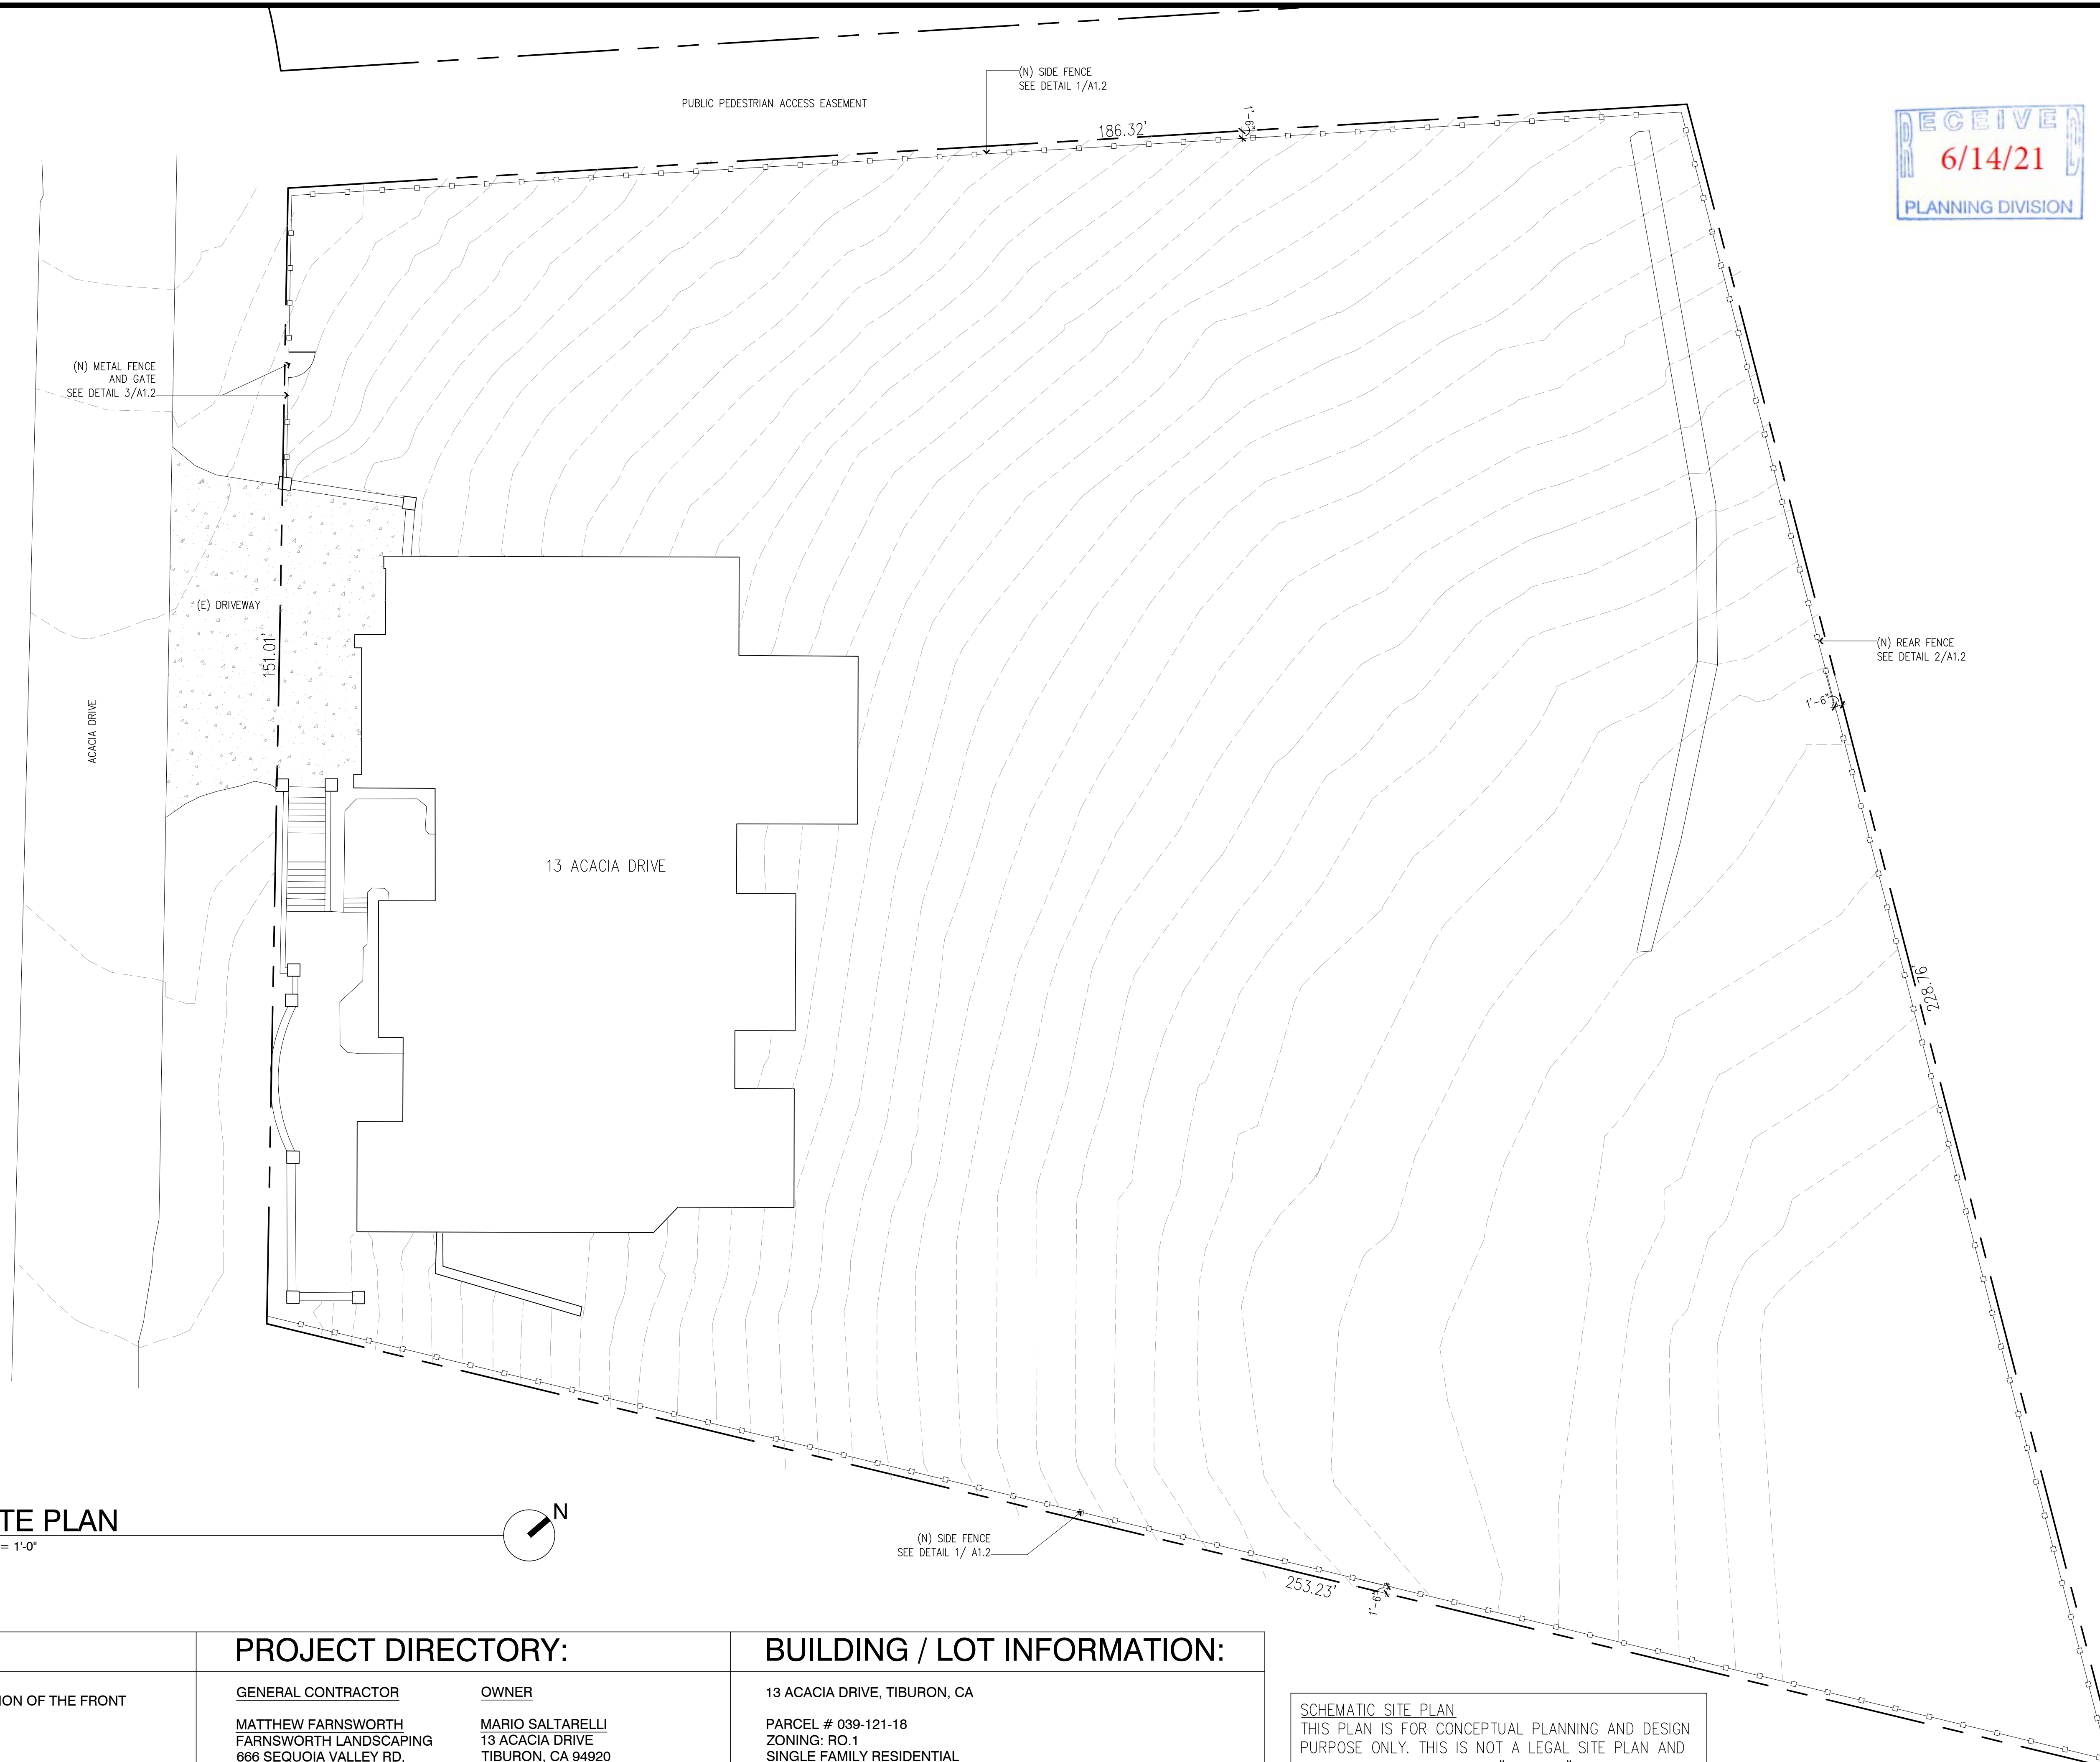 (N) SIDE FENCE
SEE DETAIL 1/A1.2
PUBLIC PEDESTRIAN ACCESS EASEMENT
186.32'
1'-6"
RECEIVED
6/14/21
PLANNING DIVISION
(N) METAL FENCE
AND GATE
SEE DETAIL 3/A1.2
(E) DRIVEWAY
151.01'
ACACIA DRIVE
(N) REAR FENCE
SEE DETAIL 2/A1.2
1'-6"
13 ACACIA DRIVE
228.76'
(N) SIDE FENCE
SEE DETAIL 1/ A1.2
253.23'
1'-6"
TE PLAN
= 1'-0"
N
ION OF THE FRONT
PROJECT DIRECTORY:
GENERAL CONTRACTOR
MATTHEW FARNSWORTH
FARNSWORTH LANDSCAPING
666 SEQUOIA VALLEY RD.
OWNER
MARIO SALTARELLI
13 ACACIA DRIVE
TIBURON, CA 94920
BUILDING / LOT INFORMATION:
13 ACACIA DRIVE, TIBURON, CA
PARCEL # 039-121-18
ZONING: RO.1
SINGLE FAMILY RESIDENTIAL
SCHEMATIC SITE PLAN
THIS PLAN IS FOR CONCEPTUAL PLANNING AND DESIGN
PURPOSE ONLY. THIS IS NOT A LEGAL SITE PLAN AND